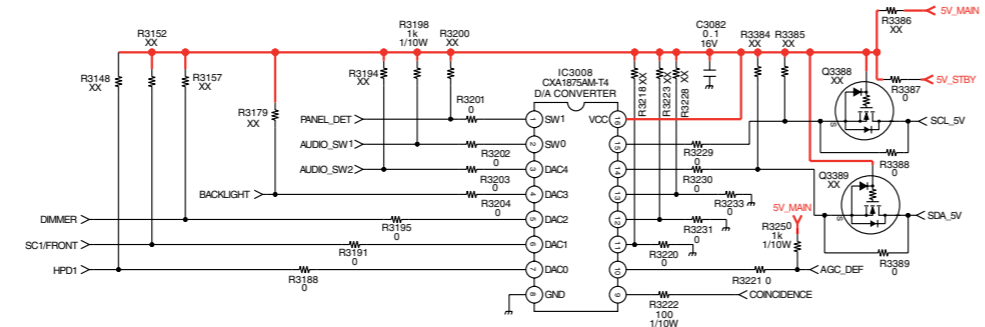 R3386
XX
5V_MAIN
R3152
XX
R3198
1k
1/10W
R3200
XX
C3082
0.1
16V
R3384
XX
R3385
XX
R3148
XX
R3157
XX
R3194 XX
R3179
XX
IC3008
CXA1875AM-T4
D/A CONVERTER
R3218 XX
R3223 XX
R3228 XX
Q3388
XX
5V_STBY
R3387
0
R3201
0
PANEL_DET
1 SW1
VCC 16
S
SCL_5V
AUDIO_SW1
2 SW0
15
R3202
0
R3229
0
R3388
0
AUDIO_SW2
3 DAC4
14
R3203
0
R3230
0
Q3389
XX
BACKLIGHT
4 DAC3
13
R3204
0
R3233
0
5V_MAIN
DIMMER
5 DAC2
12
R3195
0
R3231
0
R3250
1k
1/10W
S
SDA_5V
SC1/FRONT
6 DAC1
11
R3191
0
R3220
0
R3389
0
HPD1
7 DAC0
10
R3188
0
R3221 0
AGC_DEF
8 GND
9
COINCIDENCE
R3222
100
1/10W